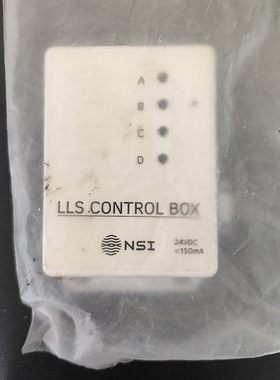 A
B
C
D
LLS CONTROL BOX
NSI
24VDC
<150mA